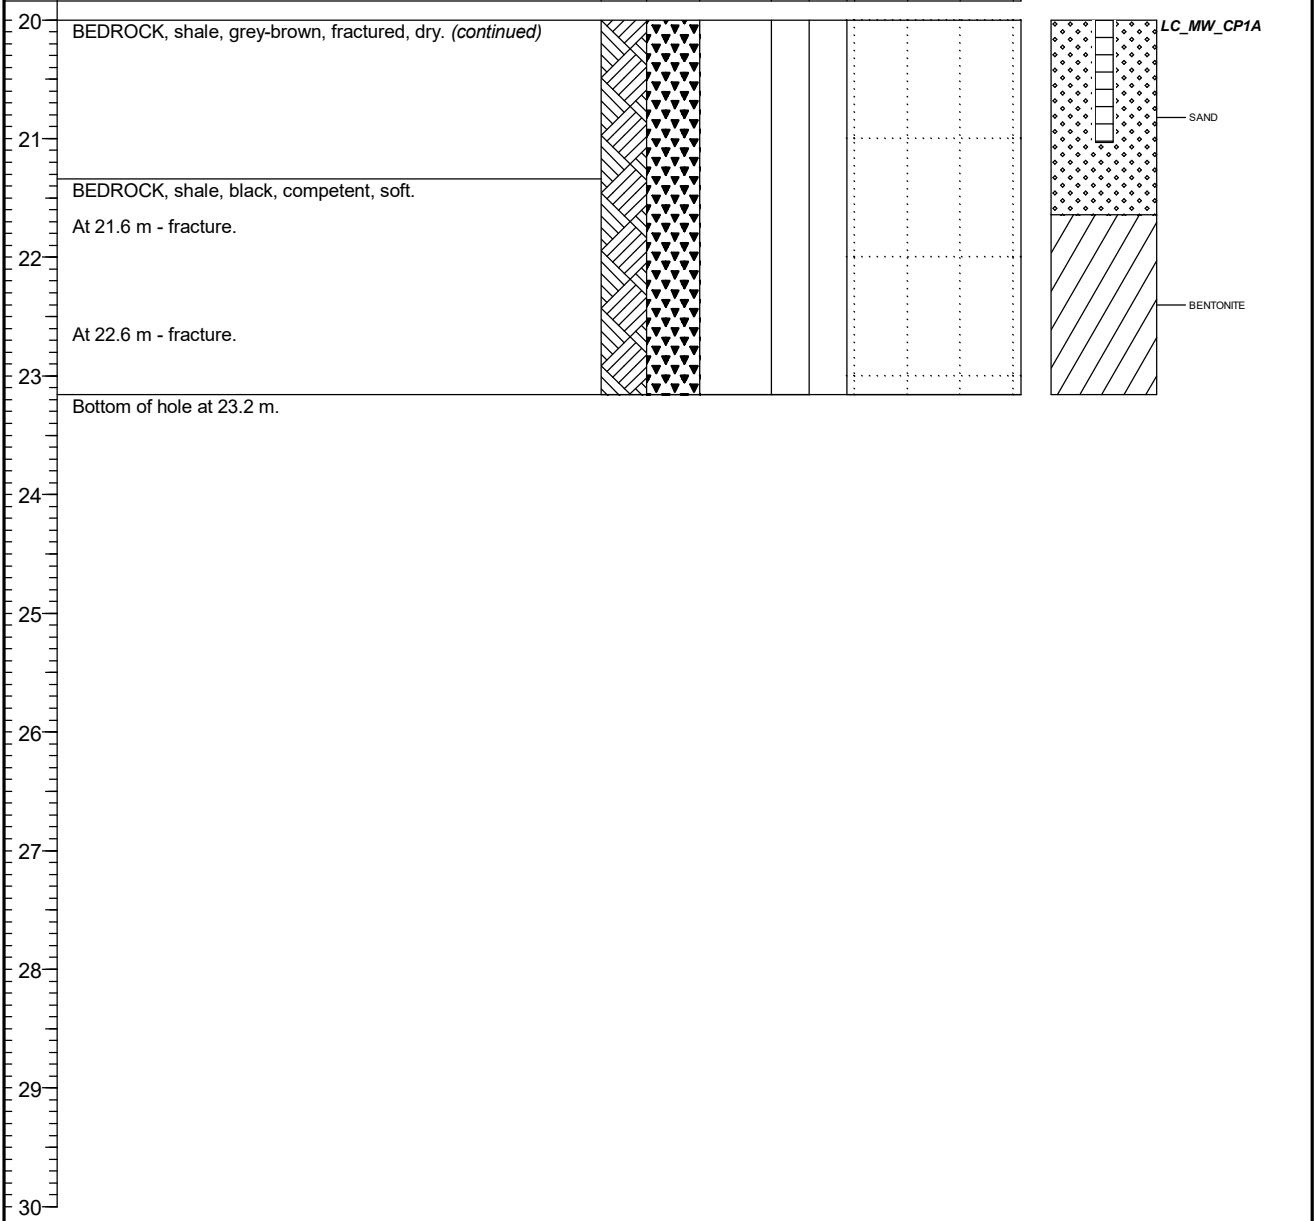 20
BEDROCK, shale, grey-brown, fractured, dry. (continued)
LC_MW_CP1A
SAND
21
BEDROCK, shale, black, competent, soft.
At 21.6 m - fracture.
22
BENTONITE
At 22.6 m - fracture.
23
Bottom of hole at 23.2 m.
24
25
26
27
28
29
30